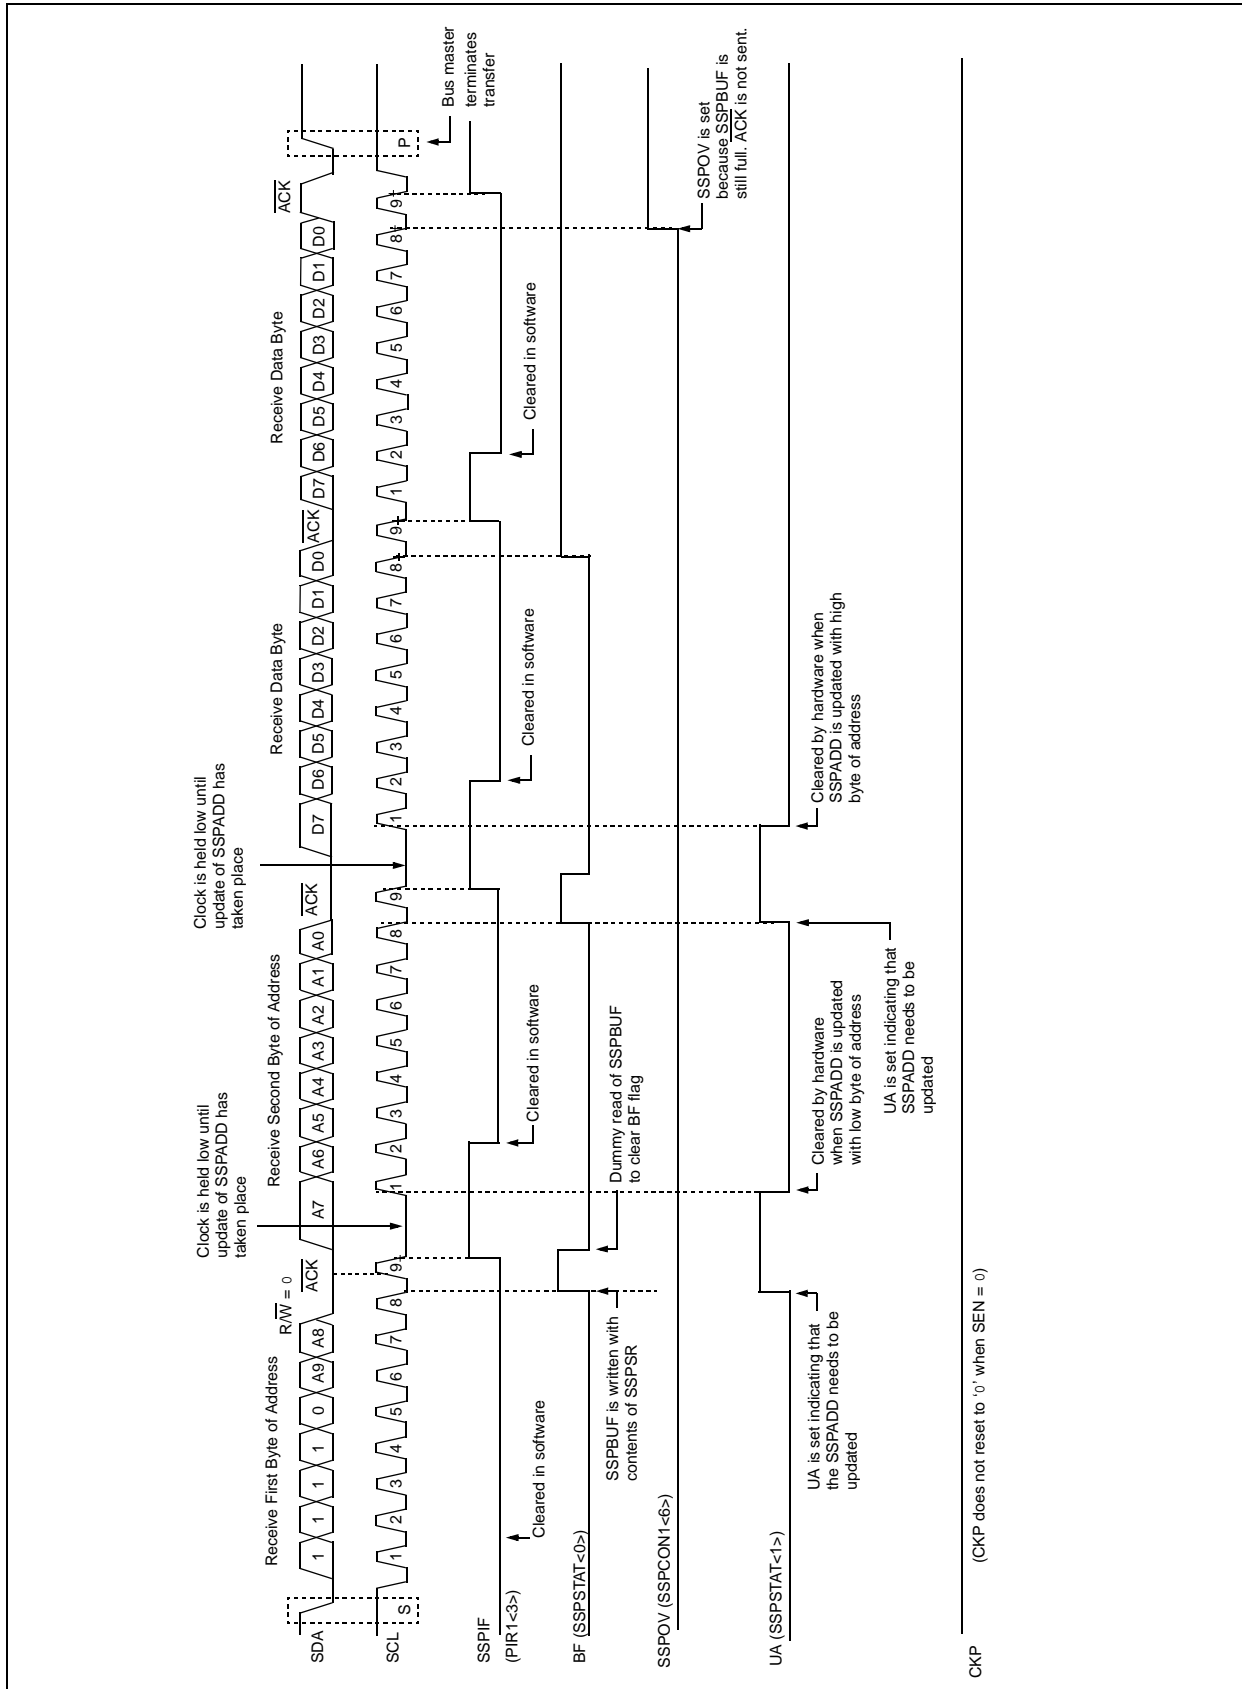 Receive First Byte of Address
R/W = 0
ACK
Clock is held low until
update of SSPADD has
taken place
Receive Second Byte of Address
ACK
Clock is held low until
update of SSPADD has
taken place
Receive Data Byte
ACK
Receive Data Byte
ACK
SDA
1 1 1 1 0 A9 A8
A7 A6 A5 A4 A3 A2 A1 A0
D7 D6 D5 D4 D3 D2 D1 D0
D7 D6 D5 D4 D3 D2 D1 D0
SCL
S
1 2 3 4 5 6 7 8 9
1 2 3 4 5 6 7 8 9
1 2 3 4 5 6 7 8 9
1 2 3 4 5 6 7 8 9
P
Bus master
terminates
transfer
SSPIF
(PIR1<3>)
Cleared in software
Cleared in software
Cleared in software
Cleared in software
BF (SSPSTAT<0>)
SSPBUF is written with
contents of SSPSR
Dummy read of SSPBUF
to clear BF flag
SSPOV (SSPCON1<6>)
SSPOV is set
because SSPBUF is
still full. ACK is not sent.
UA (SSPSTAT<1>)
UA is set indicating that
the SSPADD needs to be
updated
Cleared by hardware
when SSPADD is updated
with low byte of address
UA is set indicating that
SSPADD needs to be
updated
Cleared by hardware when
SSPADD is updated with high
byte of address
CKP
(CKP does not reset to ‘0’ when SEN = 0)